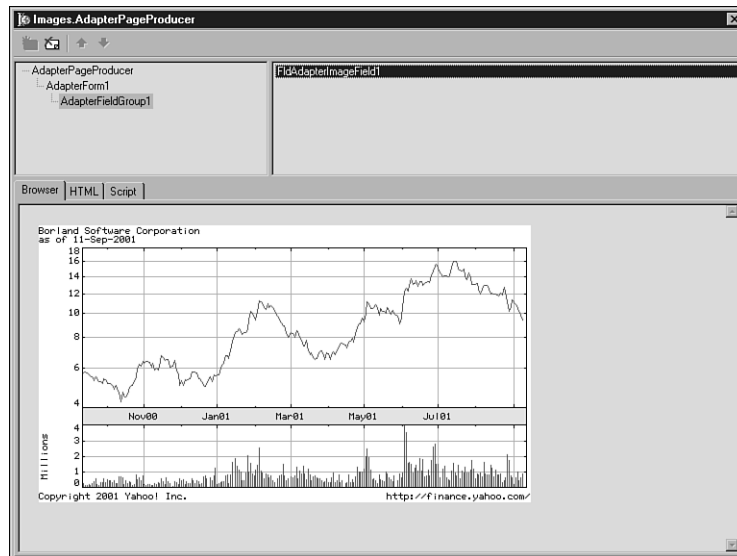 Images.AdapterPageProducer
AdapterPageProducer
AdapterForm1
AdapterFieldGroup1
FldAdapterImageField1
Browser HTML Script
Borland Software Corporation
as of 11-Sep-2001
18
16
14
12
10
8
6
4
Nov00 Jan01 Mar01 May01 Jul01
4
3
2
1
0
Millions
Copyright 2001 Yahoo! Inc. http://finance.yahoo.com/